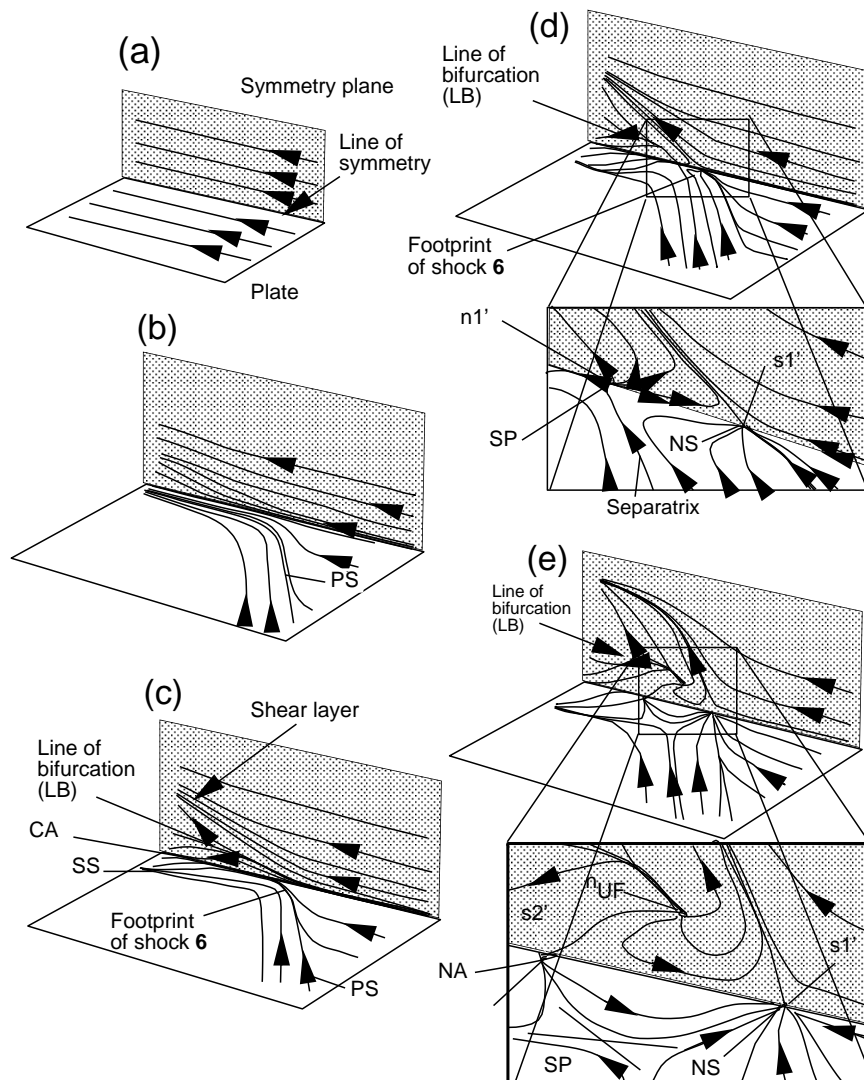 (a)
Symmetry plane
Line of
symmetry
Plate
(b)
PS
(c)
Shear layer
Line of
bifurcation
(LB)
CA
SS
Footprint
of shock 6
PS
(d)
Line of
bifurcation
(LB)
Footprint
of shock 6
n1'
s1'
SP
NS
Separatrix
(e)
Line of
bifurcation
(LB)
nUF
s2'
s1'
NA
SP
NS